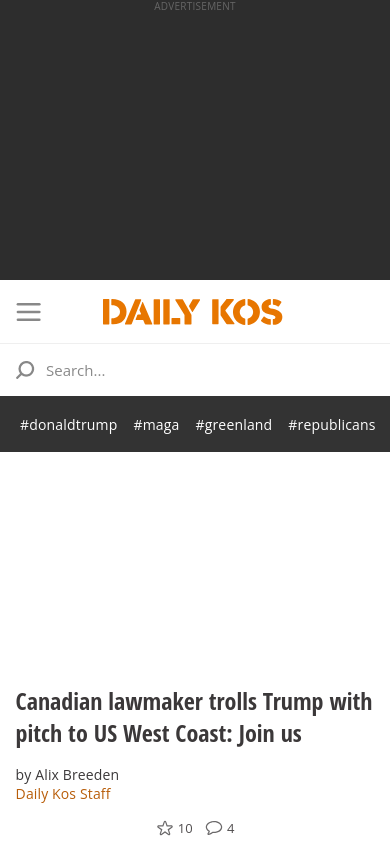 ADVERTISEMENT
DAILY KOS
Search...
#donaldtrump #maga #greenland #republicans
Canadian lawmaker trolls Trump with
pitch to US West Coast: Join us
by Alix Breeden
Daily Kos Staff
10 4